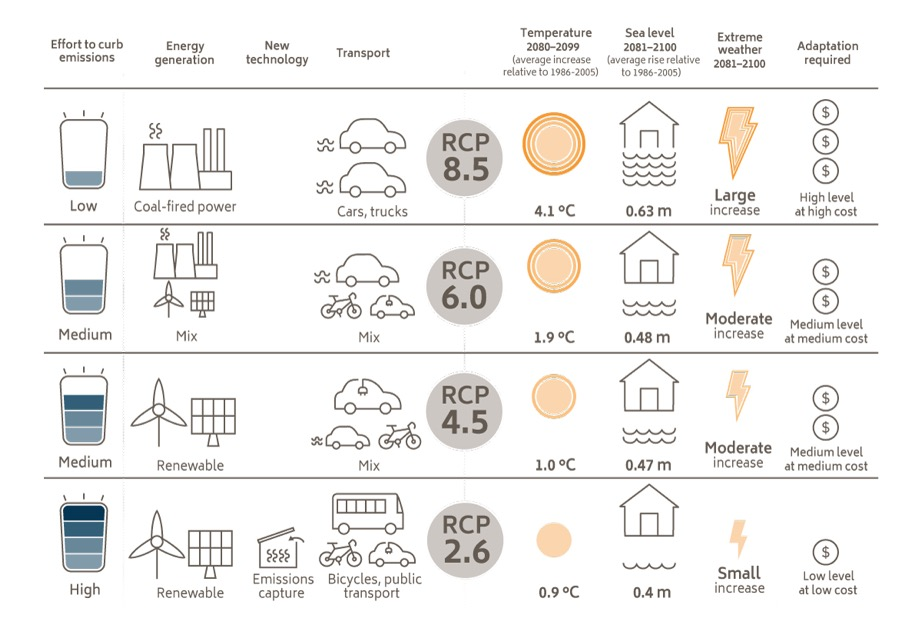 Effort to curb
emissions
Energy
generation
New
technology
Transport
Temperature
2080–2099
(average increase
relative to 1986-2005)
Sea level
2081–2100
(average rise relative
to 1986-2005)
Extreme
weather
2081–2100
Adaptation
required
Low
Coal-fired power
Cars, trucks
RCP
8.5
4.1 ºC
0.63 m
Large
increase
$
$
$
High level
at high cost
Medium
Mix
Mix
RCP
6.0
1.9 ºC
0.48 m
Moderate
increase
$
$
Medium level
at medium cost
Medium
Renewable
Mix
RCP
4.5
1.0 ºC
0.47 m
Moderate
increase
$
$
Medium level
at medium cost
High
Renewable
Emissions
capture
Bicycles, public
transport
RCP
2.6
0.9 ºC
0.4 m
Small
increase
$
Low level
at low cost